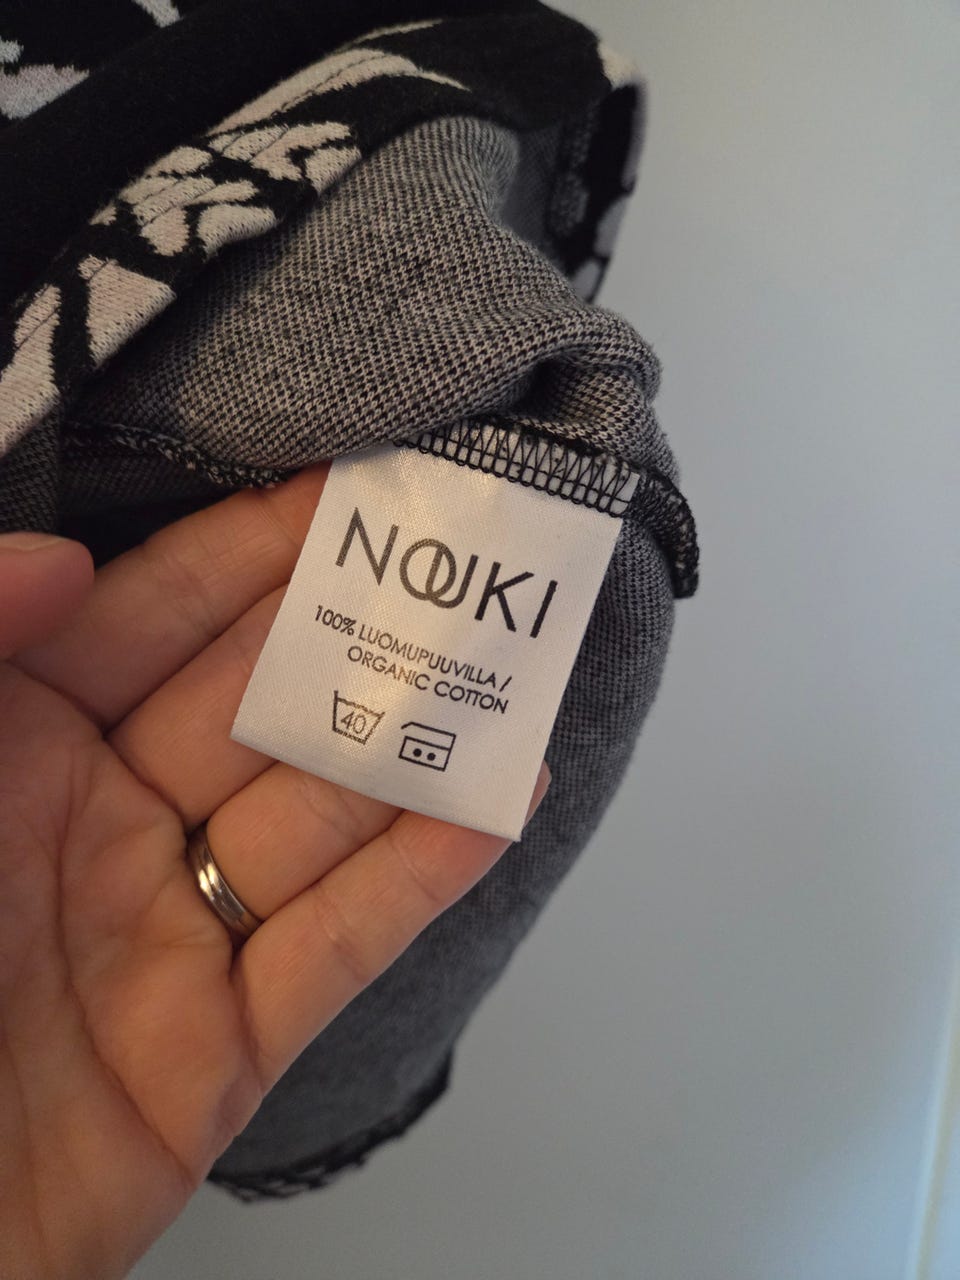 NOUKI
100% LUOMUPUUVILLA /
ORGANIC COTTON
40